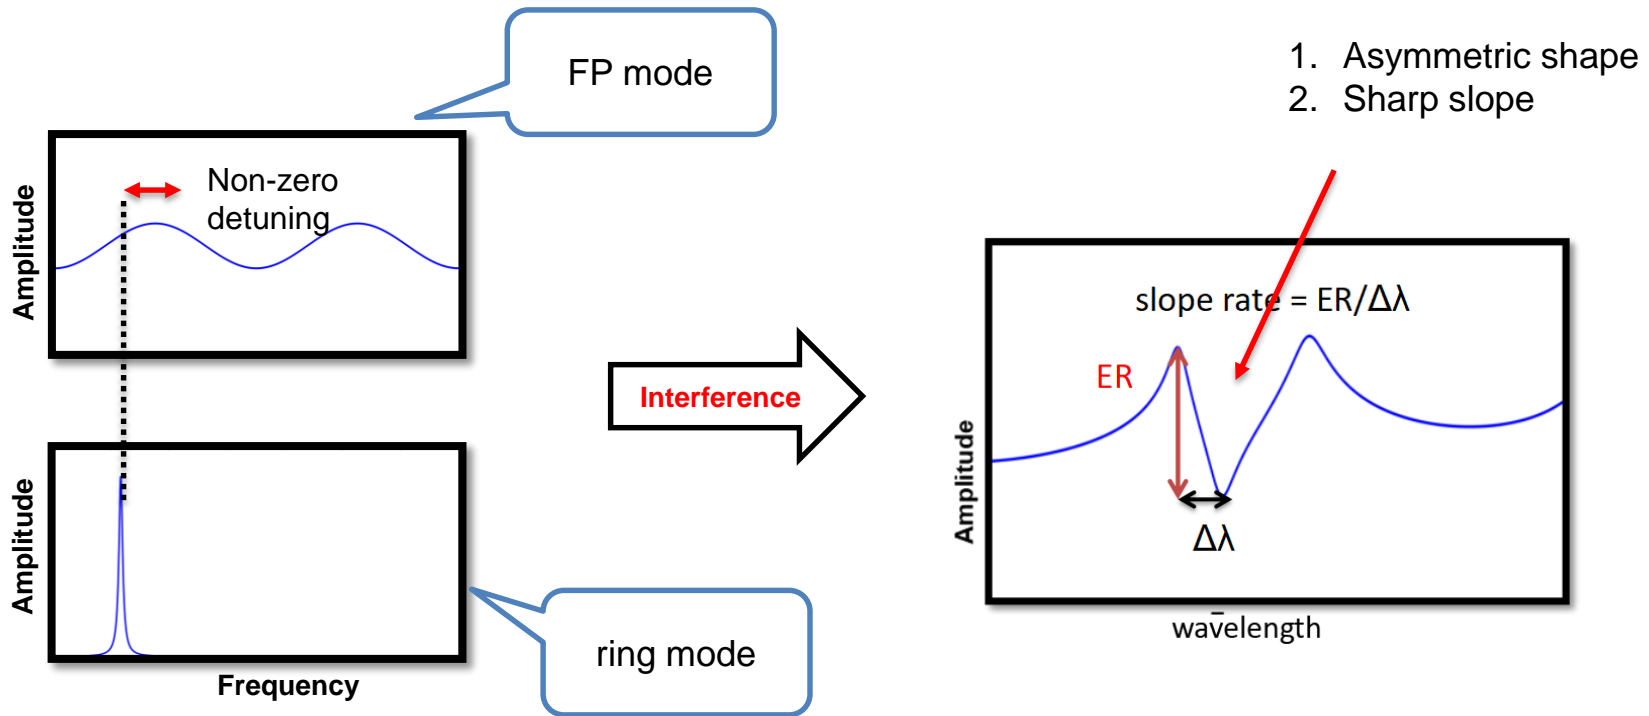 FP mode
Non-zero
detuning
Amplitude
Amplitude
Frequency
ring mode
Interference
1. Asymmetric shape
2. Sharp slope
slope rate = ER/Δλ
ER
Δλ
Amplitude
wavelength